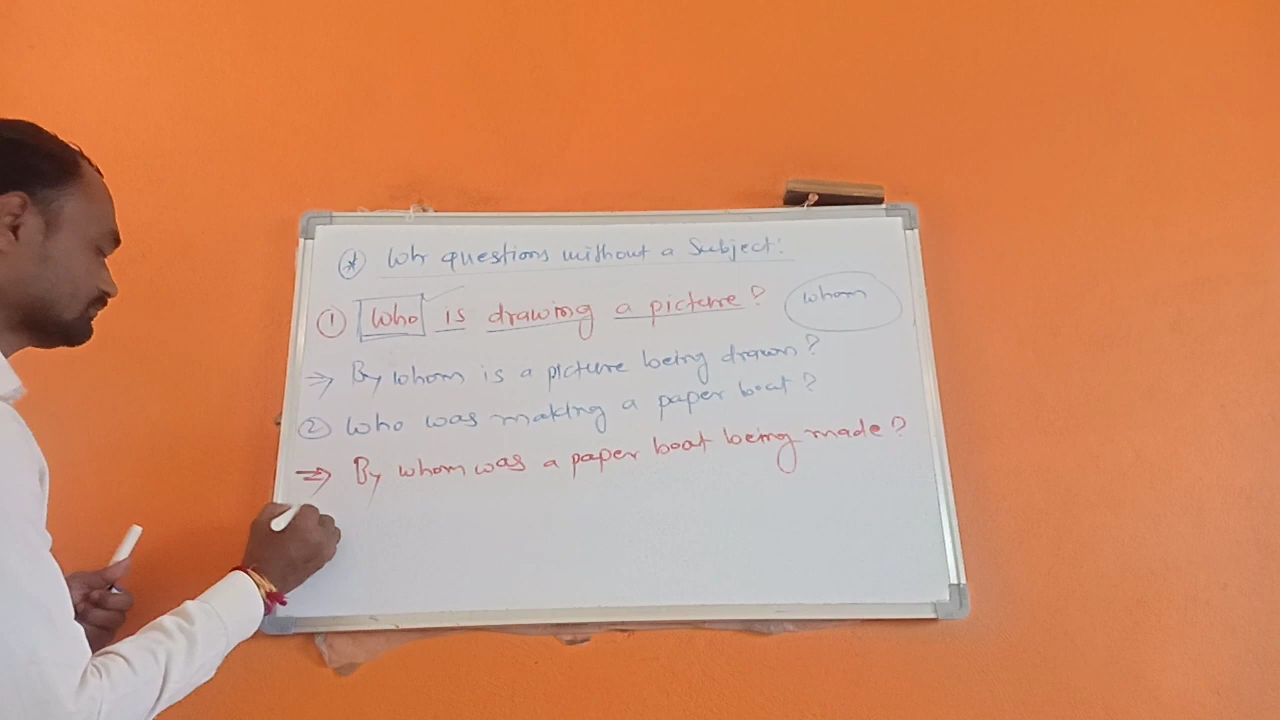 * Wh questions without a Subject:
① Who is drawing a picture? whom
⇒ By whom is a picture being drawn?
② Who was making a paper boat?
⇒ By whom was a paper boat being made?